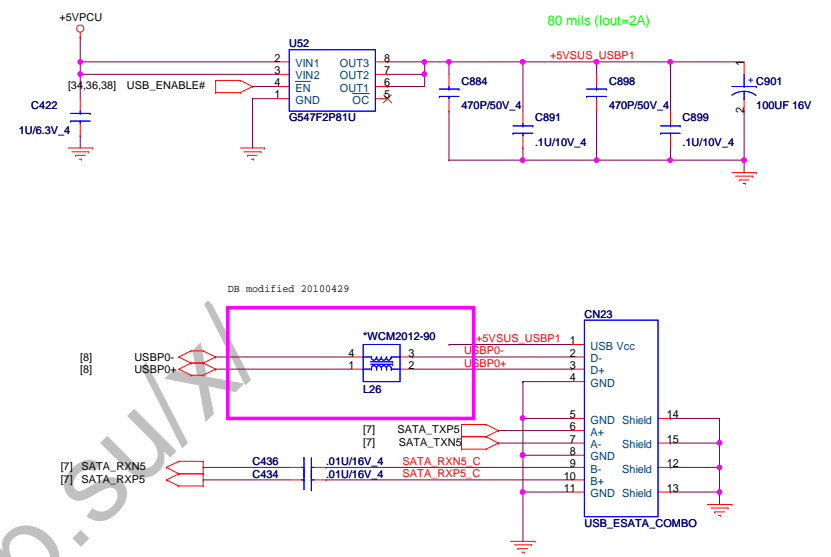 +5VPCU
80 mils (Iout=2A)
U52
+5VSUS_USBP1
2 VIN1 OUT3 8
3 VIN2 OUT2 7
[34,36,38] USB_ENABLE# 4 EN OUT1 6
1 GND OC 5
G547F2P81U
C422
1U/6.3V_4
C884
470P/50V_4
C891
.1U/10V_4
C898
470P/50V_4
C899
.1U/10V_4
1
+ C901
2
100UF 16V
DB modified 20100429
CN23
*WCM2012-90
+5VSUS_USBP1 1 USB Vcc
[8] USBP0- 4 3 USBP0- 2 D-
[8] USBP0+ 1 2 USBP0+ 3 D+
4 GND
L26
5 GND Shield 14
[7] SATA_TXP5 6 A+
[7] SATA_TXN5 7 A- Shield 15
8 GND
[7] SATA_RXN5 C436 .01U/16V_4 SATA_RXN5_C 9 B- Shield 12
[7] SATA_RXP5 C434 .01U/16V_4 SATA_RXP5_C 10 B+
11 GND Shield 13
USB_ESATA_COMBO
p.su/x/